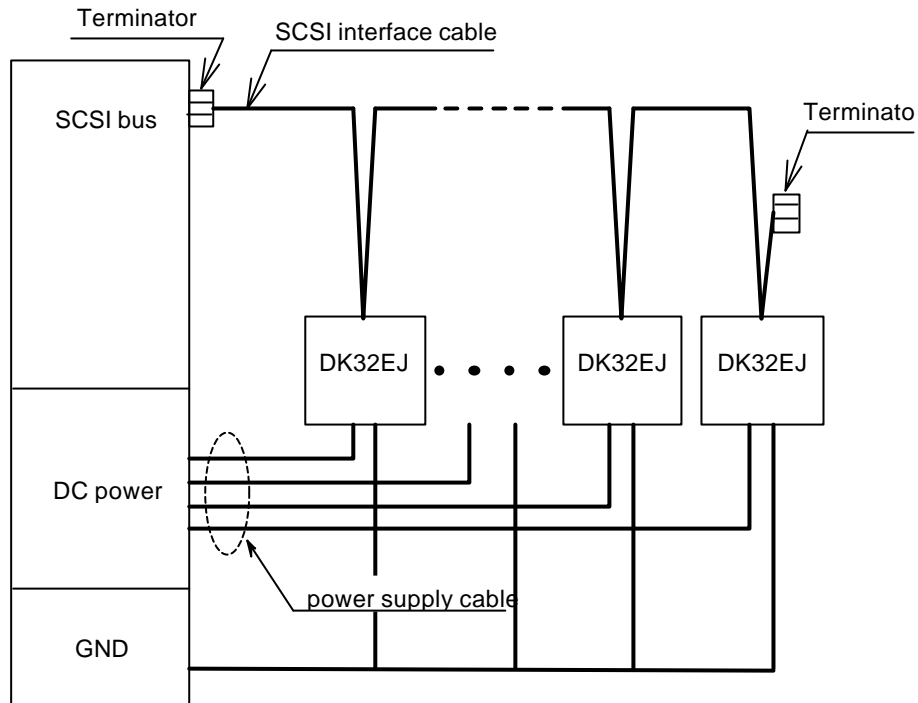 Terminator
SCSI interface cable
SCSI bus
Terminato
DK32EJ
DK32EJ
DK32EJ
DC power
power supply cable
GND